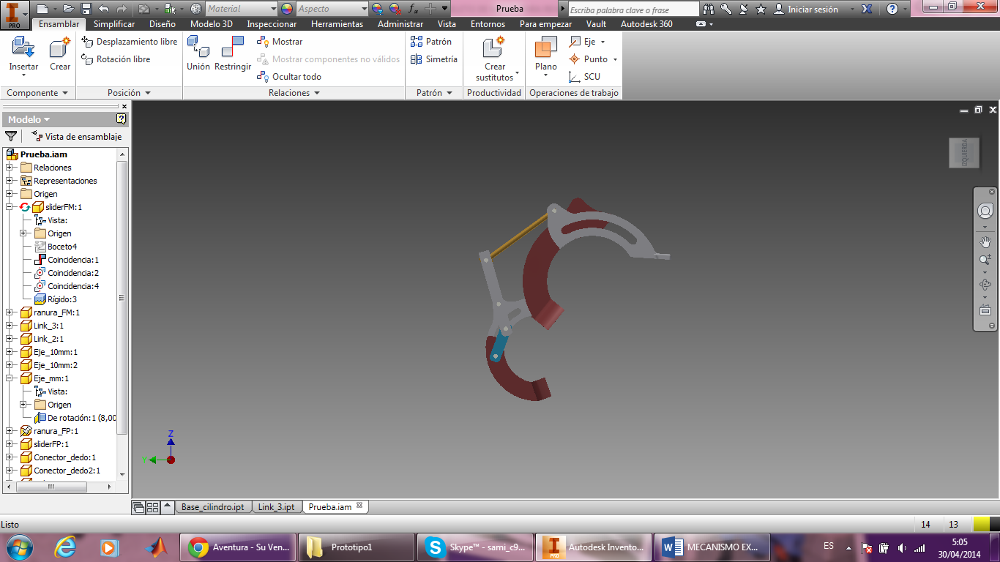 Material
Aspecto
fx
Prueba
Escriba palabra clave o frase
Iniciar sesión
PRO
Ensamblar Simplificar Diseño Modelo 3D Inspeccionar Herramientas Administrar Vista Entornos Para empezar Vault Autodesk 360
Insertar
Crear
Desplazamiento libre
Rotación libre
Unión
Restringir
Mostrar
Mostrar componentes no válidos
Ocultar todo
Patrón
Simetría
Crear
sustitutos
Plano
Eje
Punto
SCU
Componente
Posición
Relaciones
Patrón
Productividad
Operaciones de trabajo
Modelo
Vista de ensamblaje
Prueba.iam
Relaciones
Representaciones
Origen
sliderFM:1
Vista:
Origen
Boceto4
Coincidencia:1
Coincidencia:2
Coincidencia:4
Rígido:3
ranura_FM:1
Link_3:1
Link_2:1
Eje_10mm:1
Eje_10mm:2
Eje_mm:1
Vista:
Origen
De rotación:1 (8,00
ranura_FP:1
sliderFP:1
Conector_dedo:1
Conector_dedo2:1
IZQUIERDA
Z
Y
Base_cilindro.ipt
Link_3.ipt
Prueba.iam
Listo
14 13
Aventura - Su Ven...
Prototipo1
Skype™ - sami_c9...
PRO
Autodesk Invento...
MECANISMO EX...
ES
5:05
30/04/2014